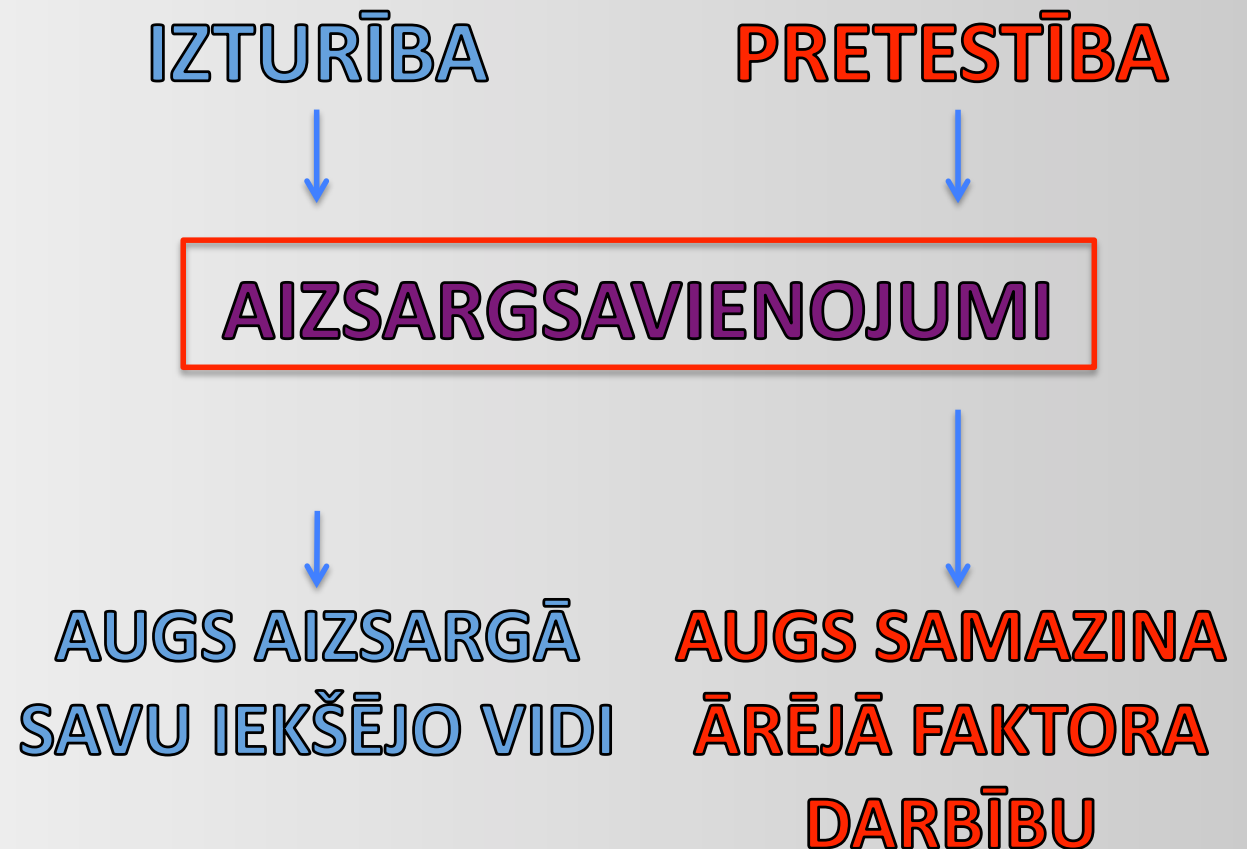 IZTURĪBA
PRETESTĪBA
AIZSARGSAVIENOJUMI
AUGS AIZSARGĀ
SAVU IEKŠĒJO VIDI
AUGS SAMAZINA
ĀRĒJĀ FAKTORA
DARBĪBU